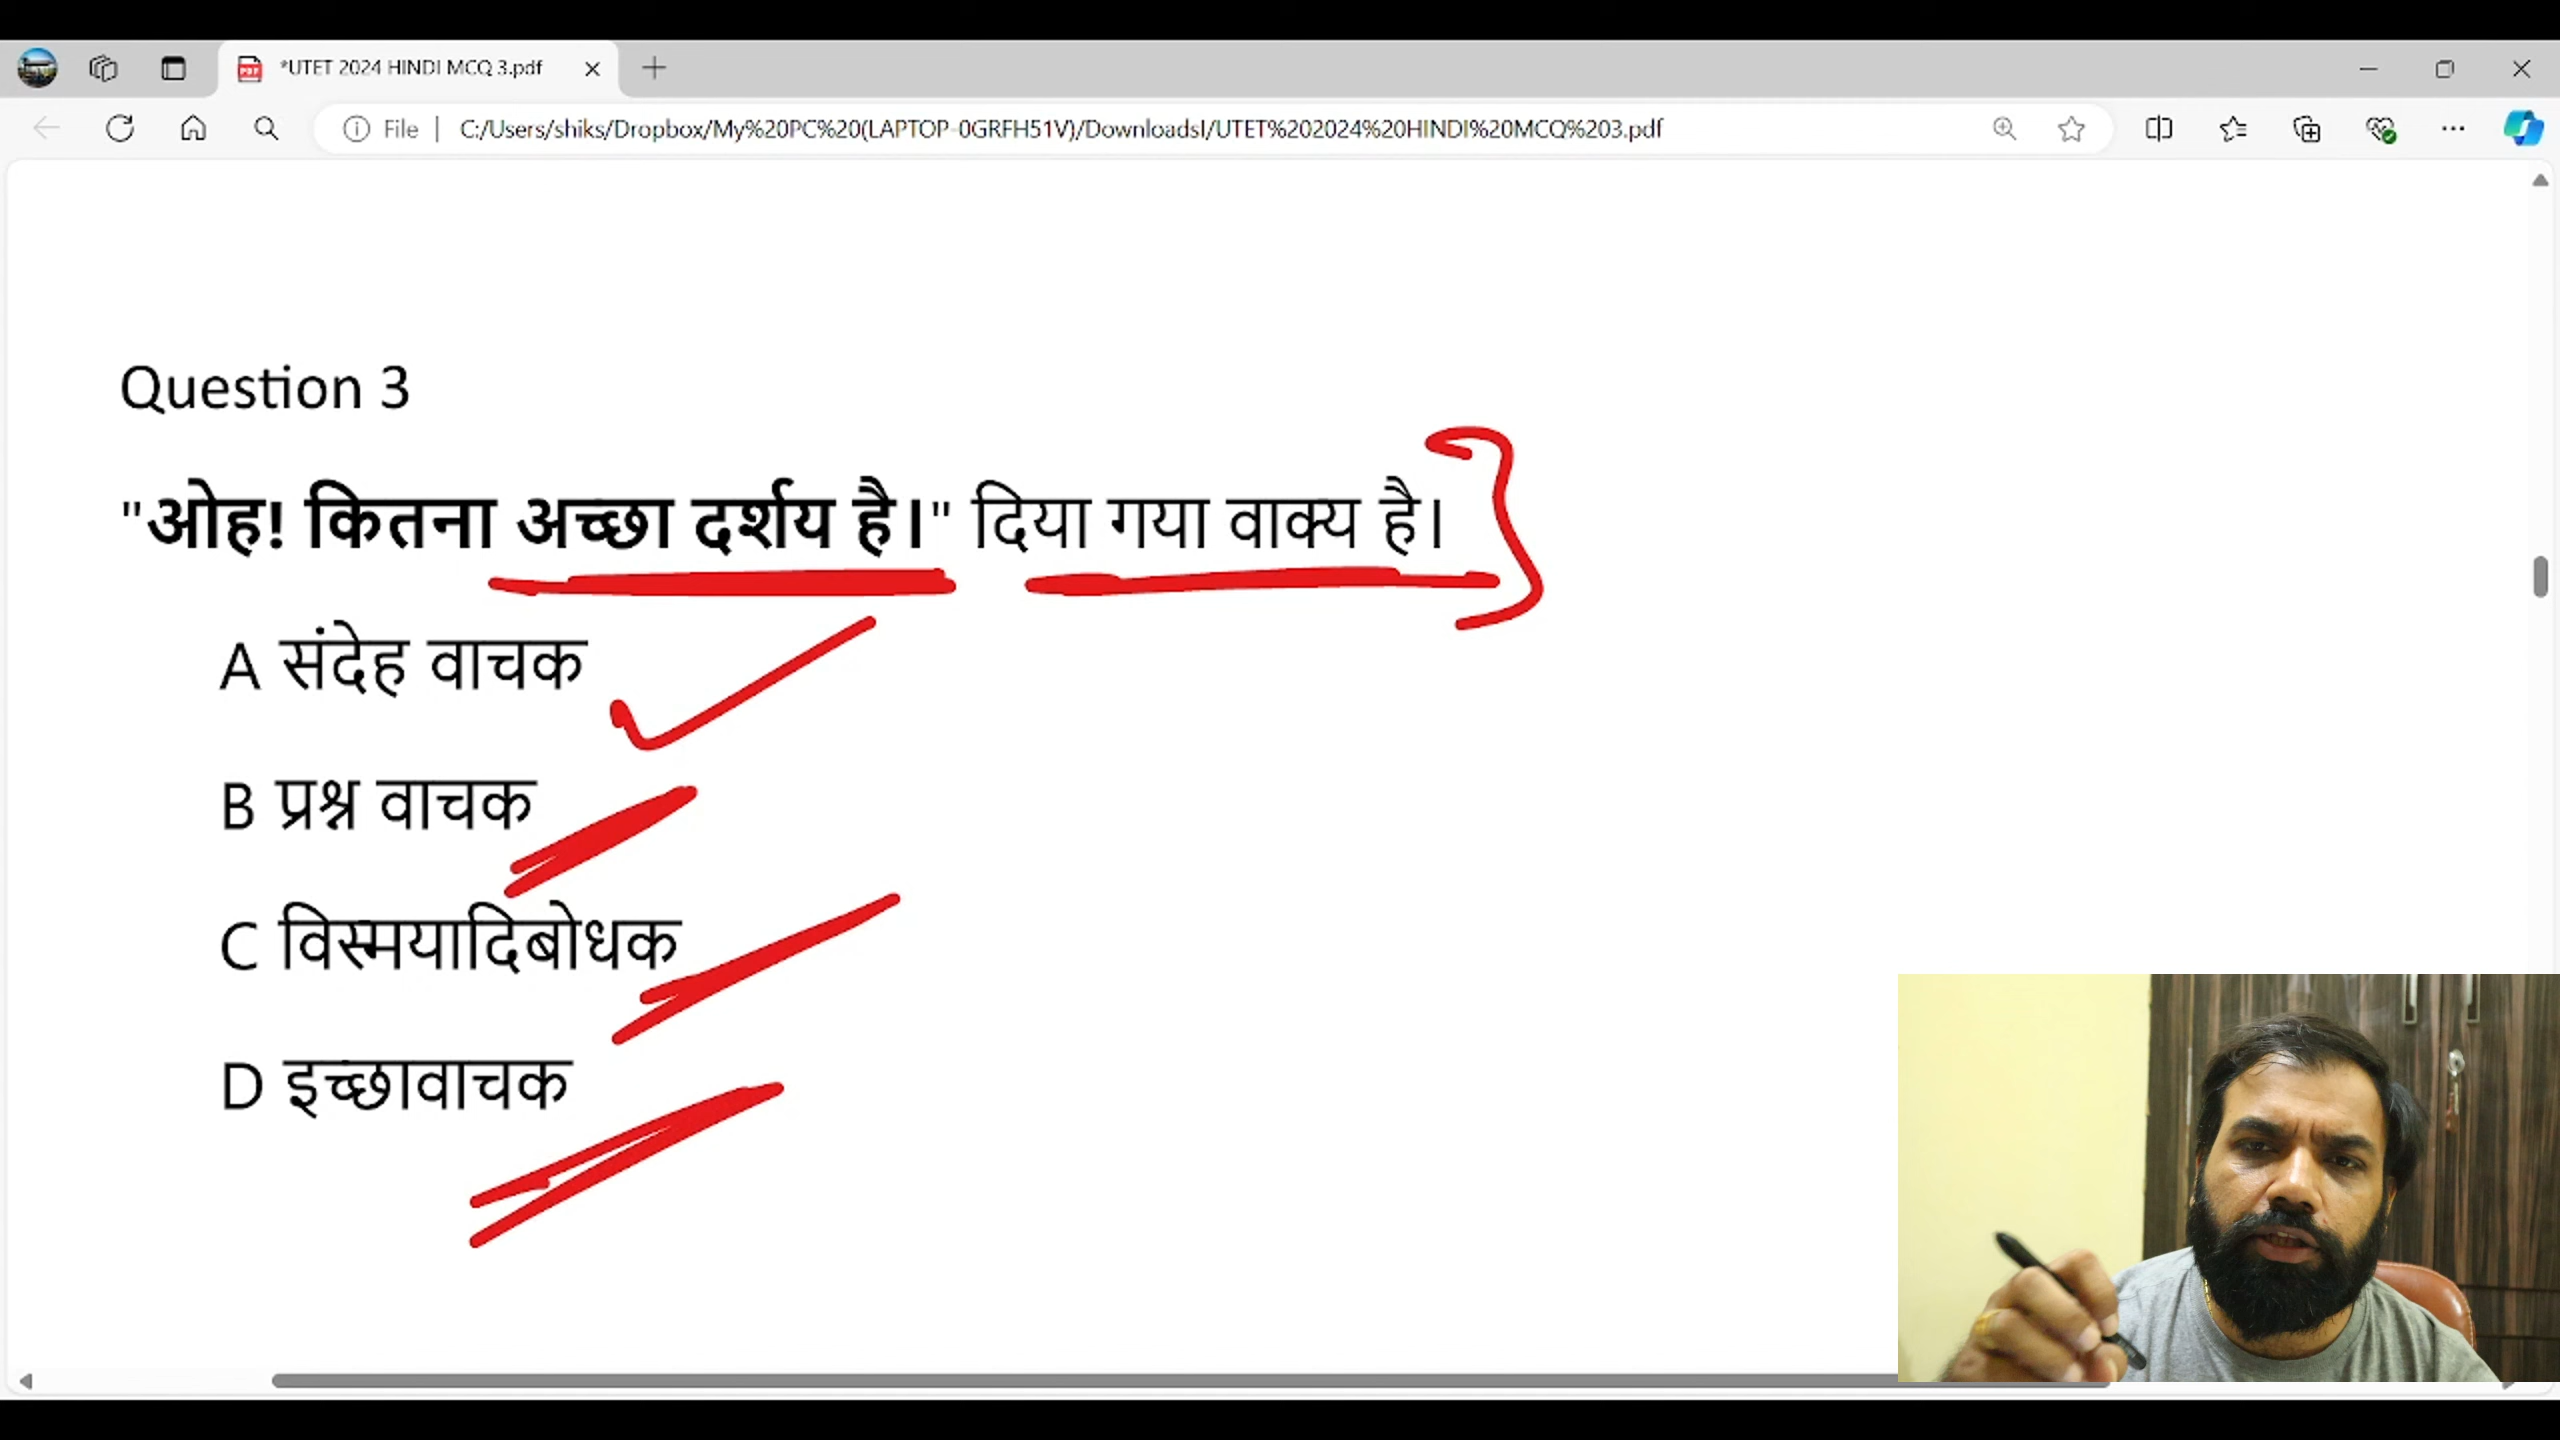 *UTET 2024 HINDI MCQ 3.pdf
File | C:/Users/shiks/Dropbox/My%20PC%20(LAPTOP-0GRFH51V)/DownloadsI/UTET%202024%20HINDI%20MCQ%203.pdf
Question 3
"ओह! कितना अच्छा दर्शय है।" दिया गया वाक्य है।
A संदेह वाचक
B प्रश्न वाचक
C विस्मयादिबोधक
D इच्छावाचक